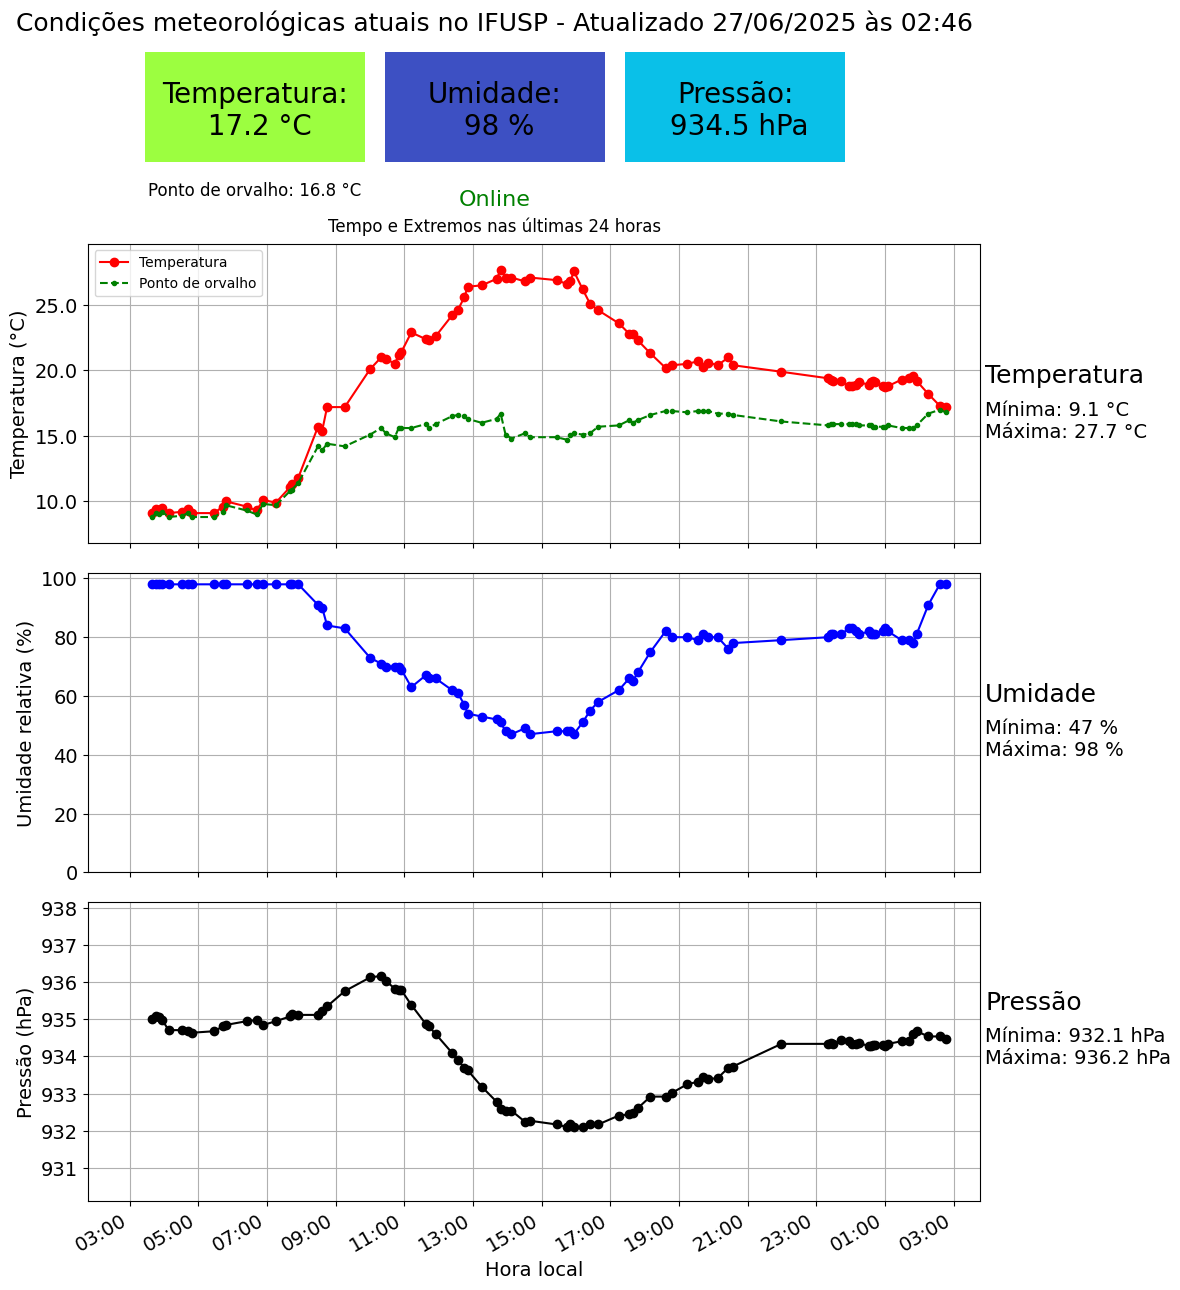 Condições meteorológicas atuais no IFUSP - Atualizado 27/06/2025 às 02:46
Temperatura:
17.2 °C
Umidade:
98 %
Pressão:
934.5 hPa
Ponto de orvalho: 16.8 °C
Online
Tempo e Extremos nas últimas 24 horas
Temperatura
Ponto de orvalho
Temperatura (°C)
25.0
20.0
15.0
10.0
Temperatura
Mínima: 9.1 °C
Máxima: 27.7 °C
Umidade relativa (%)
100
80
60
40
20
0
Umidade
Mínima: 47 %
Máxima: 98 %
Pressão (hPa)
938
937
936
935
934
933
932
931
Pressão
Mínima: 932.1 hPa
Máxima: 936.2 hPa
03:00 05:00 07:00 09:00 11:00 13:00 15:00 17:00 19:00 21:00 23:00 01:00 03:00
Hora local